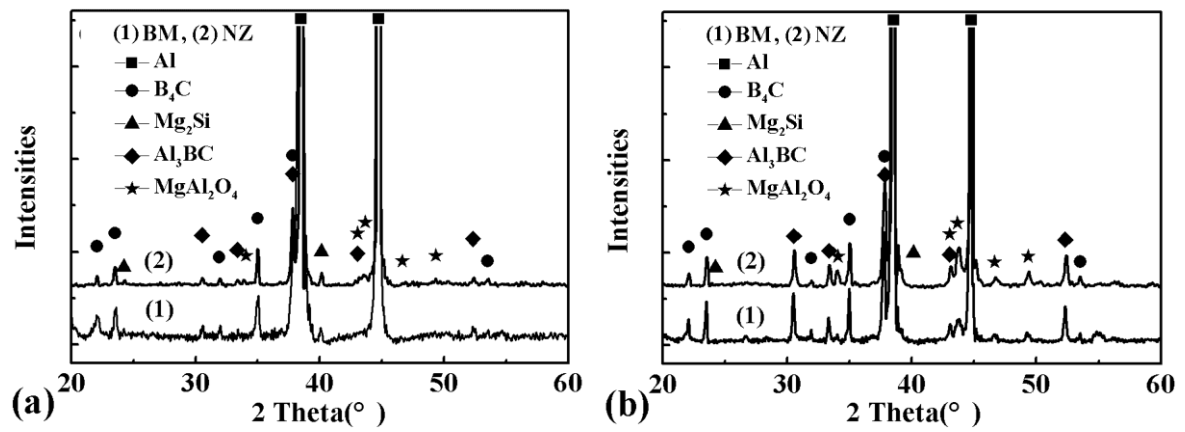 (1) BM, (2) NZ
Al
B₄C
Mg₂Si
Al₃BC
MgAl₂O₄
Intensities
(2)
(1)
20 30 40 50 60
2 Theta(° )
(a)
(1) BM, (2) NZ
Al
B₄C
Mg₂Si
Al₃BC
MgAl₂O₄
Intensities
(2)
(1)
20 30 40 50 60
2 Theta(° )
(b)